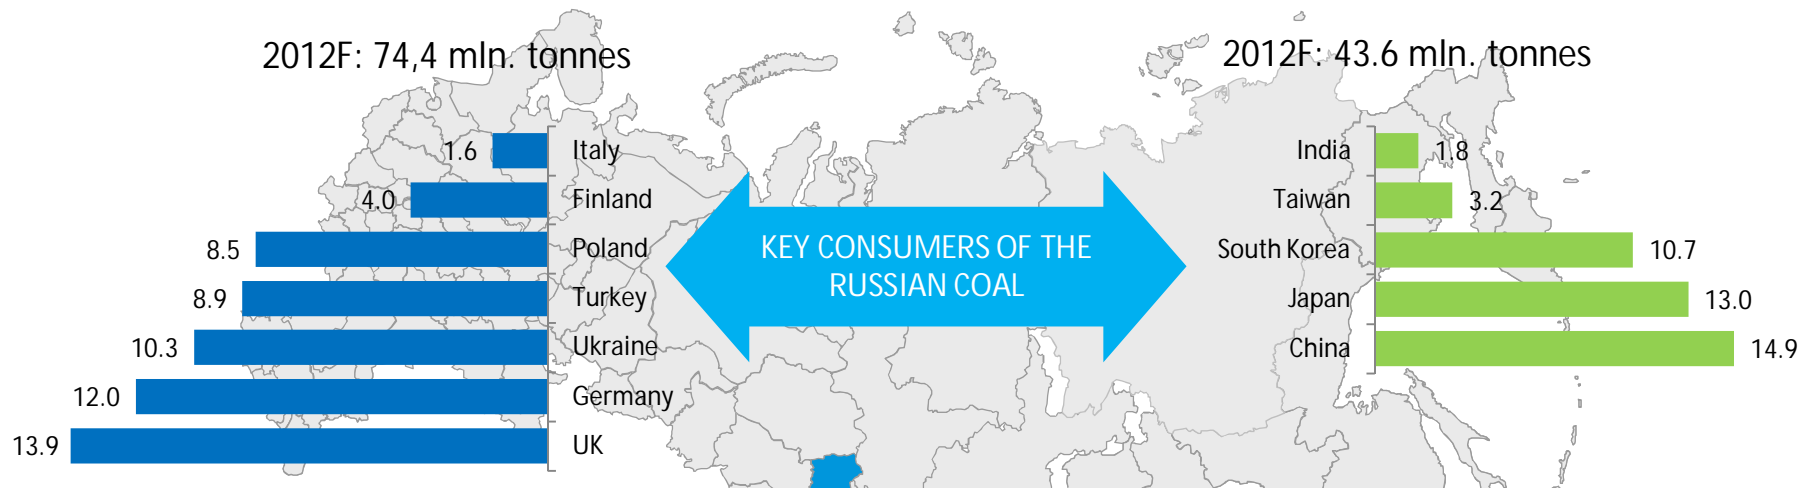 2012F: 74,4 mln. tonnes
1.6 Italy
4.0 Finland
8.5 Poland
8.9 Turkey
10.3 Ukraine
12.0 Germany
13.9 UK
KEY CONSUMERS OF THE
RUSSIAN COAL
2012F: 43.6 mln. tonnes
India 1.8
Taiwan 3.2
South Korea 10.7
Japan 13.0
China 14.9